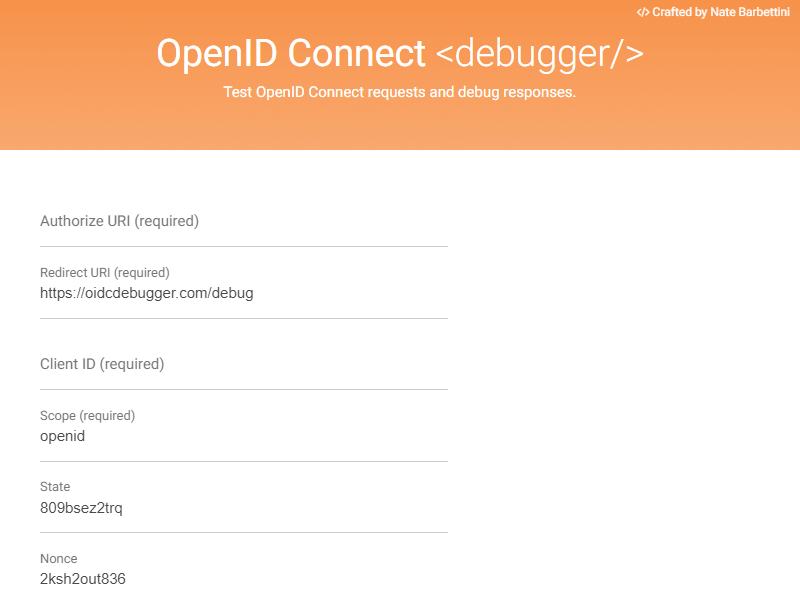 </> Crafted by Nate Barbettini
OpenID Connect <debugger/>
Test OpenID Connect requests and debug responses.
Authorize URI (required)
Redirect URI (required)
https://oidcdebugger.com/debug
Client ID (required)
Scope (required)
openid
State
809bsez2trq
Nonce
2ksh2out836